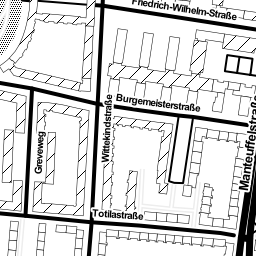 Friedrich-Wilhelm-Straße
Burgemeisterstraße
Wittekindstraße
Greveweg
Manteuffelstraße
Totilastraße